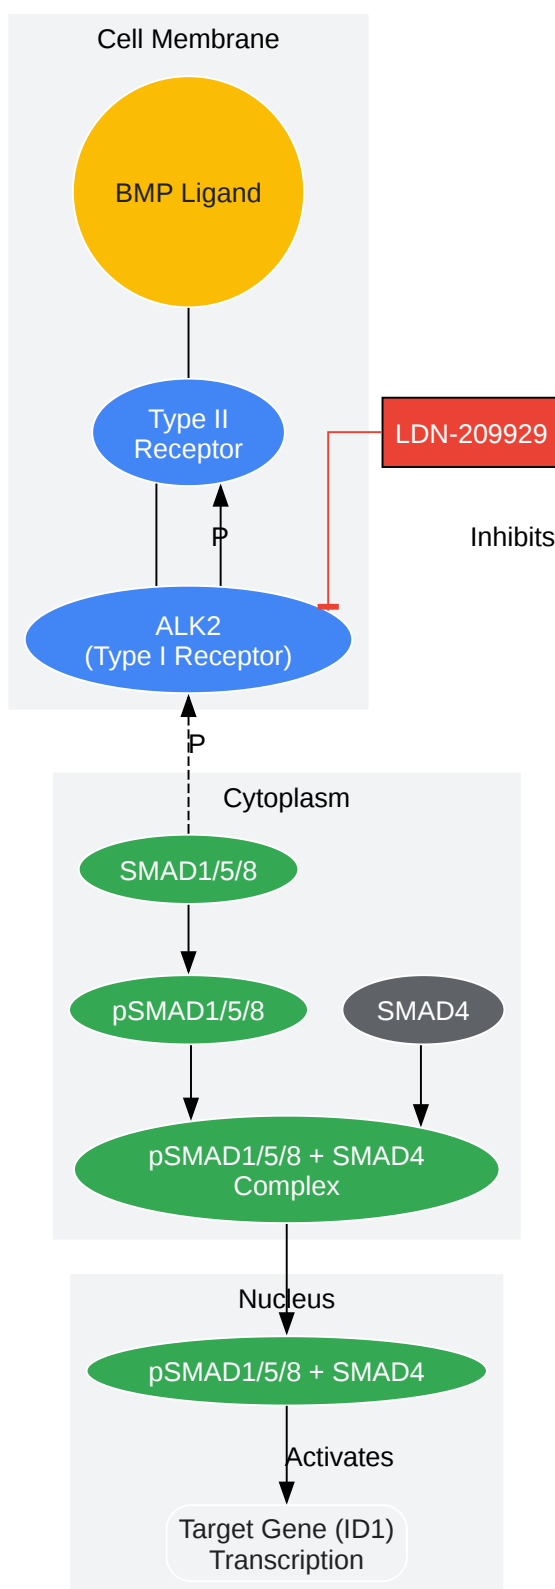 Cell Membrane
BMP Ligand
Type II
Receptor
LDN-209929
P
Inhibits
ALK2
(Type I Receptor)
P
Cytoplasm
SMAD1/5/8
pSMAD1/5/8
SMAD4
pSMAD1/5/8 + SMAD4
Complex
Nucleus
pSMAD1/5/8 + SMAD4
Activates
Target Gene (ID1)
Transcription